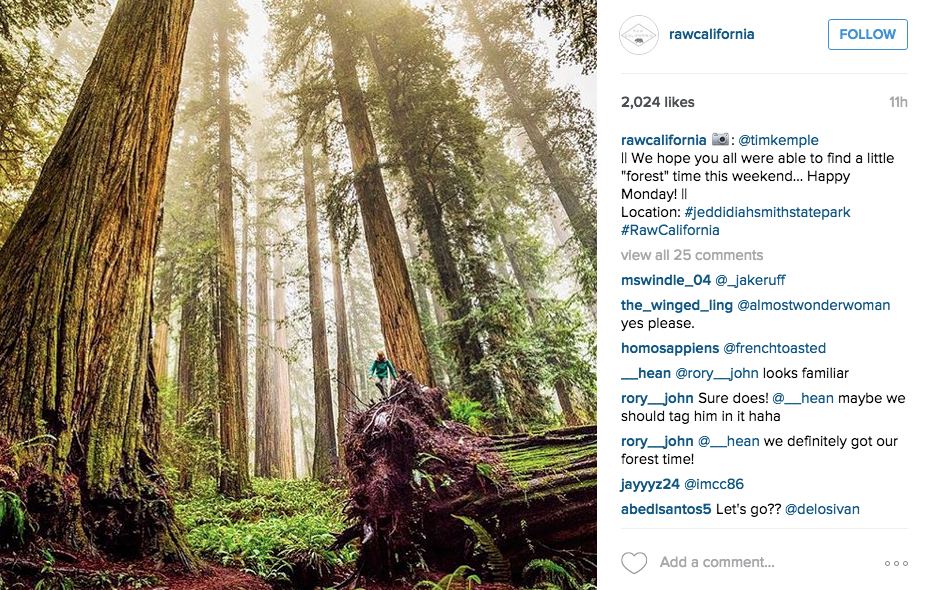 rawcalifornia
FOLLOW
2,024 likes
11h
rawcalifornia 📷: @timkemple
|| We hope you all were able to find a little
"forest" time this weekend... Happy
Monday! ||
Location: #jeddidiahsmithstatepark
#RawCalifornia
view all 25 comments
mswindle_04 @_jakeruff
the_winged_ling @almostwonderwoman
yes please.
homosappiens @frenchtoasted
__hean @rory__john looks familiar
rory__john Sure does! @__hean maybe we
should tag him in it haha
rory__john @__hean we definitely got our
forest time!
jayyyz24 @imcc86
abedlsantos5 Let's go?? @delosivan
Add a comment...